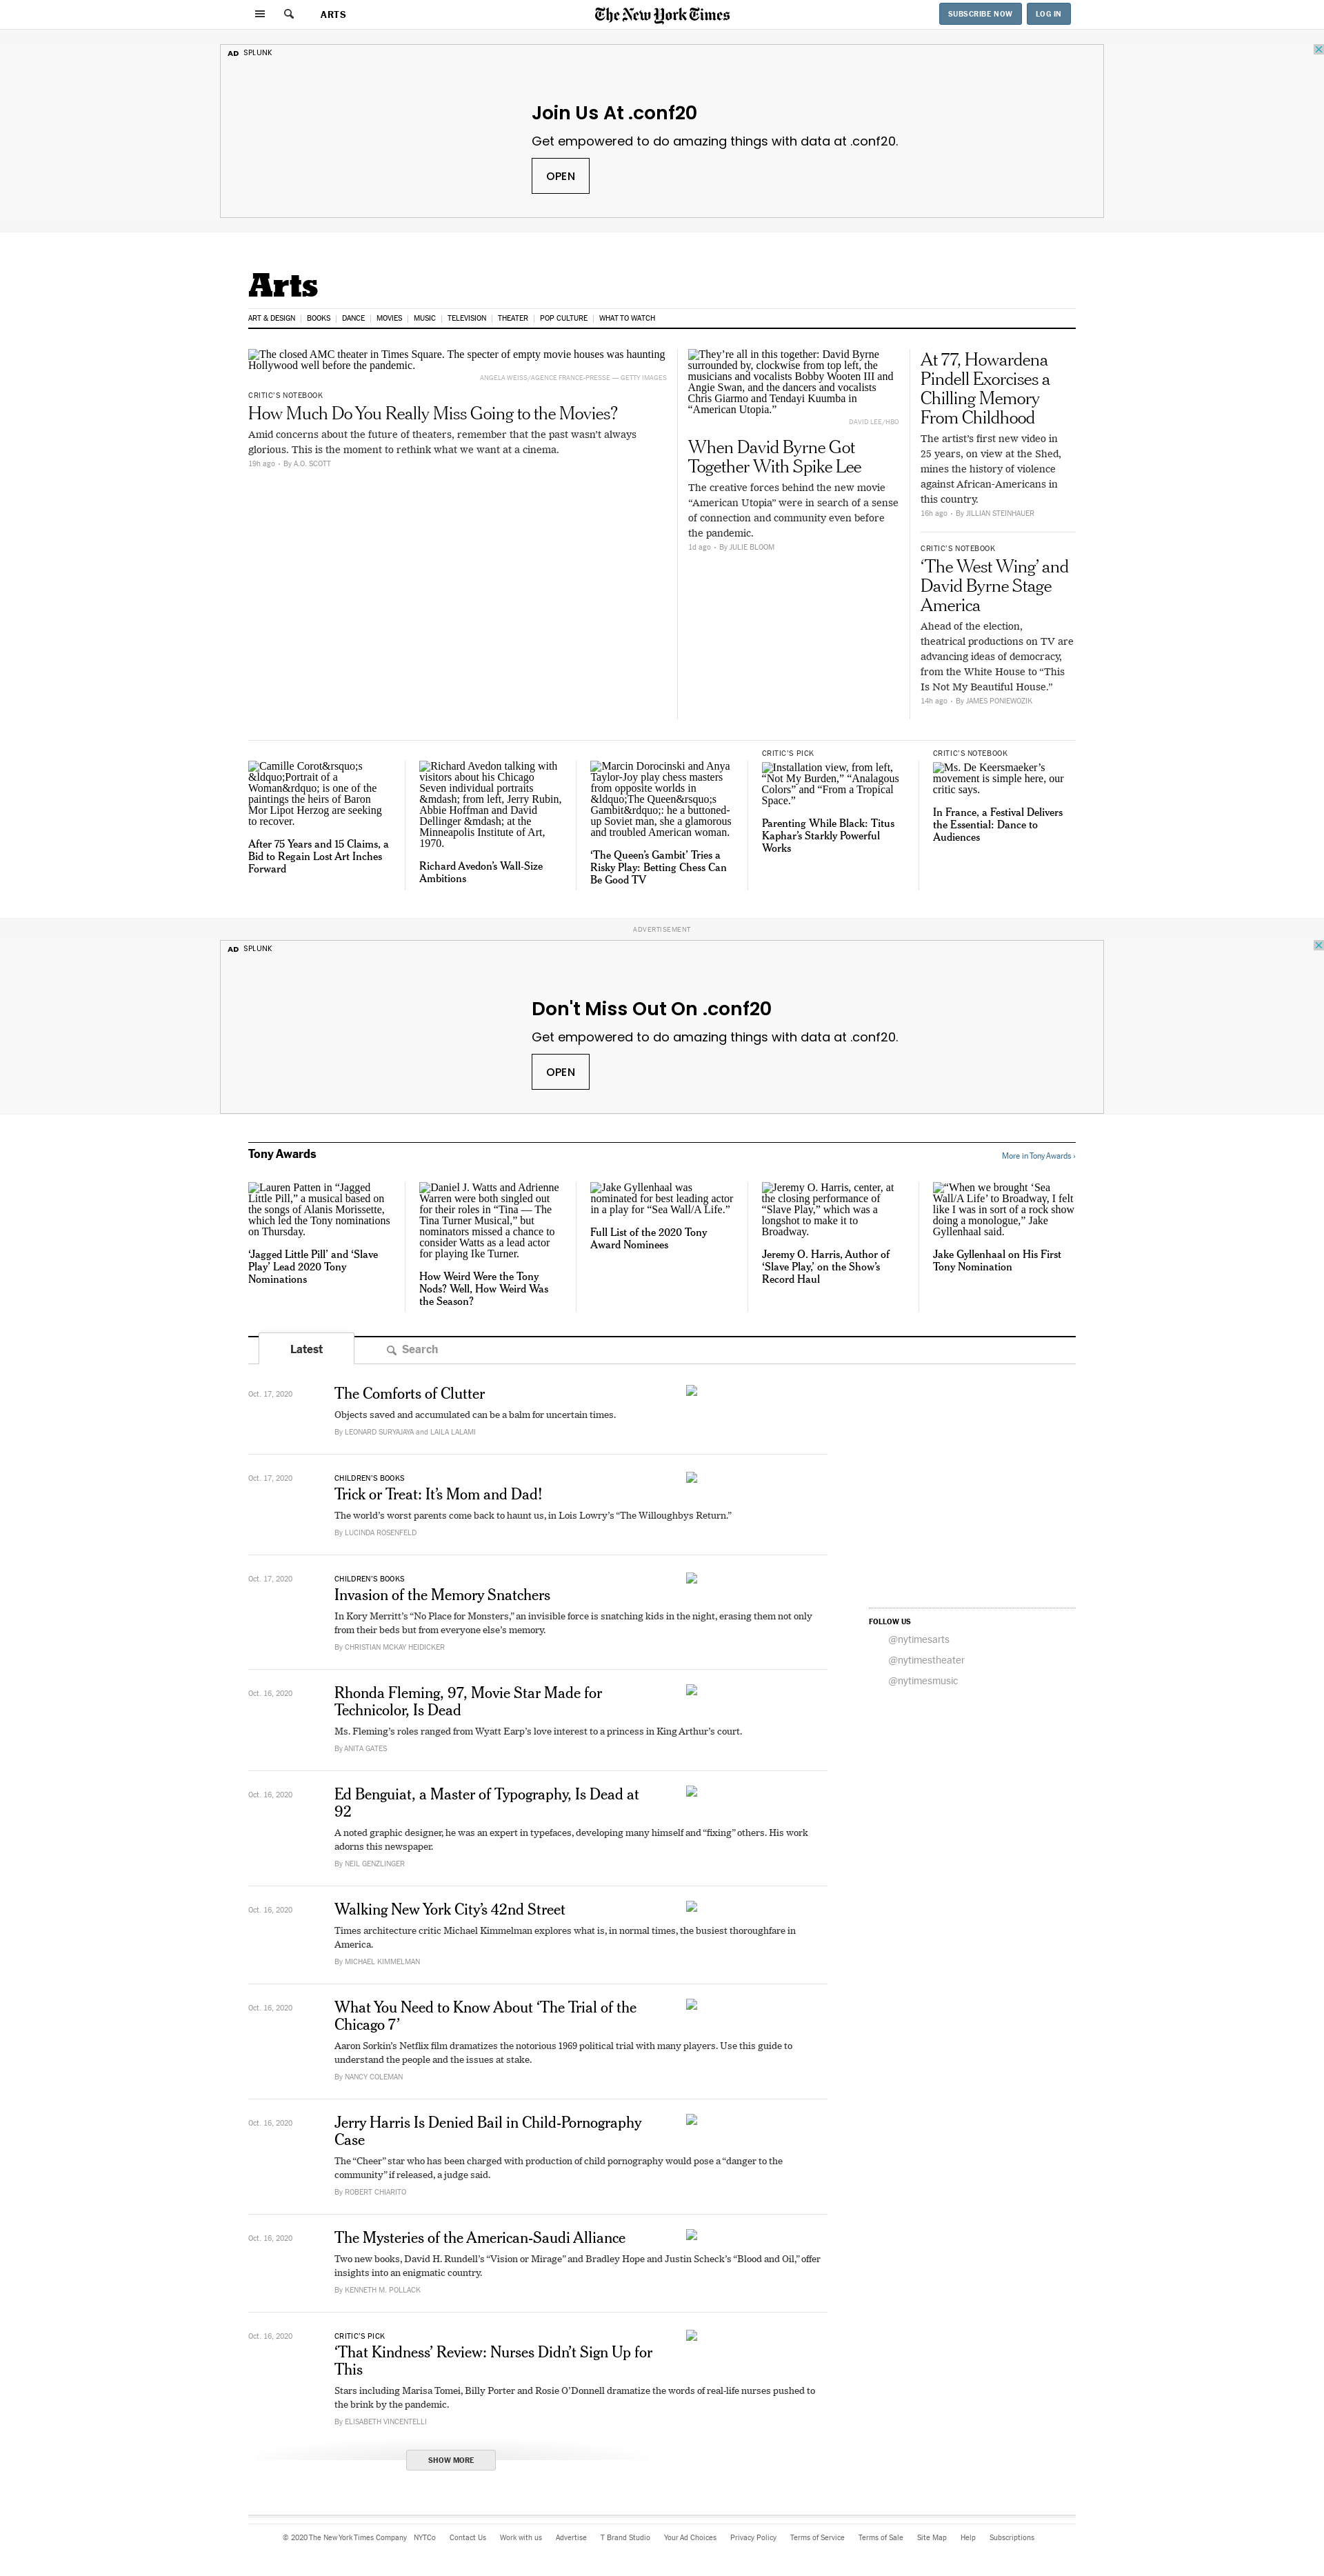 ARTS
The New York Times
SUBSCRIBE NOW
LOG IN
AD SPLUNK
Join Us At .conf20
Get empowered to do amazing things with data at .conf20.
OPEN
Arts
ART & DESIGN
BOOKS
DANCE
MOVIES
MUSIC
TELEVISION
THEATER
POP CULTURE
WHAT TO WATCH
The closed AMC theater in Times Square. The specter of empty movie houses was haunting
Hollywood well before the pandemic.
ANGELA WEISS/AGENCE FRANCE-PRESSE — GETTY IMAGES
CRITIC'S NOTEBOOK
How Much Do You Really Miss Going to the Movies?
Amid concerns about the future of theaters, remember that the past wasn't always
glorious. This is the moment to rethink what we want at a cinema.
19h ago • By A.O. SCOTT
They're all in this together: David Byrne
surrounded by, clockwise from top left, the
musicians and vocalists Bobby Wooten III and
Angie Swan, and the dancers and vocalists
Chris Giarmo and Tendayi Kuumba in
“American Utopia.”
DAVID LEE/HBO
When David Byrne Got
Together With Spike Lee
The creative forces behind the new movie
“American Utopia” were in search of a sense
of connection and community even before
the pandemic.
1d ago • By JULIE BLOOM
At 77, Howardena
Pindell Exorcises a
Chilling Memory
From Childhood
The artist's first new video in
25 years, on view at the Shed,
mines the history of violence
against African-Americans in
this country.
16h ago • By JILLIAN STEINHAUER
CRITIC'S NOTEBOOK
‘The West Wing’ and
David Byrne Stage
America
Ahead of the election,
theatrical productions on TV are
advancing ideas of democracy,
from the White House to “This
Is Not My Beautiful House.”
14h ago • By JAMES PONIEWOZIK
Camille Corot&rsquo;s
&ldquo;Portrait of a
Woman&rdquo; is one of the
paintings the heirs of Baron
Mor Lipot Herzog are seeking
to recover.
After 75 Years and 15 Claims, a
Bid to Regain Lost Art Inches
Forward
Richard Avedon talking with
visitors about his Chicago
Seven individual portraits
&mdash; from left, Jerry Rubin,
Abbie Hoffman and David
Dellinger &mdash; at the
Minneapolis Institute of Art,
1970.
Richard Avedon's Wall-Size
Ambitions
Marcin Dorocinski and Anya
Taylor-Joy play chess masters
from opposite worlds in
&ldquo;The Queen&rsquo;s
Gambit&rdquo;: he a buttoned-
up Soviet man, she a glamorous
and troubled American woman.
‘The Queen's Gambit’ Tries a
Risky Play: Betting Chess Can
Be Good TV
CRITIC'S PICK
Installation view, from left,
“Not My Burden,” “Analagous
Colors” and “From a Tropical
Space.”
Parenting While Black: Titus
Kaphar's Starkly Powerful
Works
CRITIC'S NOTEBOOK
Ms. De Keersmaeker's
movement is simple here, our
critic says.
In France, a Festival Delivers
the Essential: Dance to
Audiences
ADVERTISEMENT
AD SPLUNK
Don't Miss Out On .conf20
Get empowered to do amazing things with data at .conf20.
OPEN
Tony Awards
More in Tony Awards ›
Lauren Patten in “Jagged
Little Pill,” a musical based on
the songs of Alanis Morissette,
which led the Tony nominations
on Thursday.
‘Jagged Little Pill’ and ‘Slave
Play’ Lead 2020 Tony
Nominations
Daniel J. Watts and Adrienne
Warren were both singled out
for their roles in “Tina — The
Tina Turner Musical,” but
nominators missed a chance to
consider Watts as a lead actor
for playing Ike Turner.
How Weird Were the Tony
Nods? Well, How Weird Was
the Season?
Jake Gyllenhaal was
nominated for best leading actor
in a play for “Sea Wall/A Life.”
Full List of the 2020 Tony
Award Nominees
Jeremy O. Harris, center, at
the closing performance of
“Slave Play,” which was a
longshot to make it to
Broadway.
Jeremy O. Harris, Author of
‘Slave Play,’ on the Show's
Record Haul
“When we brought ‘Sea
Wall/A Life’ to Broadway, I felt
like I was in sort of a rock show
doing a monologue,” Jake
Gyllenhaal said.
Jake Gyllenhaal on His First
Tony Nomination
Latest
Search
Oct. 17, 2020
The Comforts of Clutter
Objects saved and accumulated can be a balm for uncertain times.
By LEONARD SURYAJAYA and LAILA LALAMI
Oct. 17, 2020
CHILDREN'S BOOKS
Trick or Treat: It's Mom and Dad!
The world's worst parents come back to haunt us, in Lois Lowry's “The Willoughbys Return.”
By LUCINDA ROSENFELD
Oct. 17, 2020
CHILDREN'S BOOKS
Invasion of the Memory Snatchers
In Kory Merritt's “No Place for Monsters,” an invisible force is snatching kids in the night, erasing them not only
from their beds but from everyone else's memory.
By CHRISTIAN MCKAY HEIDICKER
FOLLOW US
@nytimesarts
@nytimestheater
@nytimesmusic
Oct. 16, 2020
Rhonda Fleming, 97, Movie Star Made for
Technicolor, Is Dead
Ms. Fleming's roles ranged from Wyatt Earp's love interest to a princess in King Arthur's court.
By ANITA GATES
Oct. 16, 2020
Ed Benguiat, a Master of Typography, Is Dead at
92
A noted graphic designer, he was an expert in typefaces, developing many himself and “fixing” others. His work
adorns this newspaper.
By NEIL GENZLINGER
Oct. 16, 2020
Walking New York City's 42nd Street
Times architecture critic Michael Kimmelman explores what is, in normal times, the busiest thoroughfare in
America.
By MICHAEL KIMMELMAN
Oct. 16, 2020
What You Need to Know About ‘The Trial of the
Chicago 7’
Aaron Sorkin's Netflix film dramatizes the notorious 1969 political trial with many players. Use this guide to
understand the people and the issues at stake.
By NANCY COLEMAN
Oct. 16, 2020
Jerry Harris Is Denied Bail in Child-Pornography
Case
The “Cheer” star who has been charged with production of child pornography would pose a “danger to the
community” if released, a judge said.
By ROBERT CHIARITO
Oct. 16, 2020
The Mysteries of the American-Saudi Alliance
Two new books, David H. Rundell's “Vision or Mirage” and Bradley Hope and Justin Scheck's “Blood and Oil,” offer
insights into an enigmatic country.
By KENNETH M. POLLACK
Oct. 16, 2020
CRITIC'S PICK
‘That Kindness’ Review: Nurses Didn't Sign Up for
This
Stars including Marisa Tomei, Billy Porter and Rosie O'Donnell dramatize the words of real-life nurses pushed to
the brink by the pandemic.
By ELISABETH VINCENTELLI
SHOW MORE
© 2020 The New York Times Company NYTCo Contact Us Work with us Advertise T Brand Studio Your Ad Choices Privacy Policy Terms of Service Terms of Sale Site Map Help Subscriptions